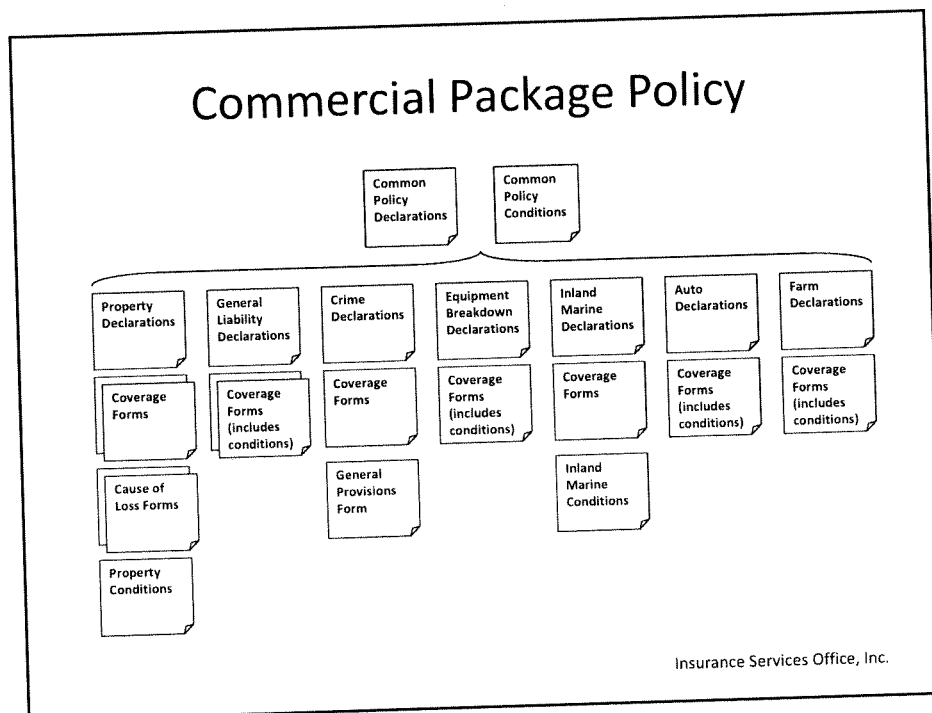 Commercial Package Policy
Common
Policy
Declarations
Common
Policy
Conditions
Property
Declarations
General
Liability
Declarations
Crime
Declarations
Equipment
Breakdown
Declarations
Inland
Marine
Declarations
Auto
Declarations
Farm
Declarations
Coverage
Forms
Coverage
Forms
(includes
conditions)
Coverage
Forms
Coverage
Forms
(includes
conditions)
Coverage
Forms
Coverage
Forms
(includes
conditions)
Coverage
Forms
(includes
conditions)
Cause of
Loss Forms
General
Provisions
Form
Inland
Marine
Conditions
Property
Conditions
Insurance Services Office, Inc.